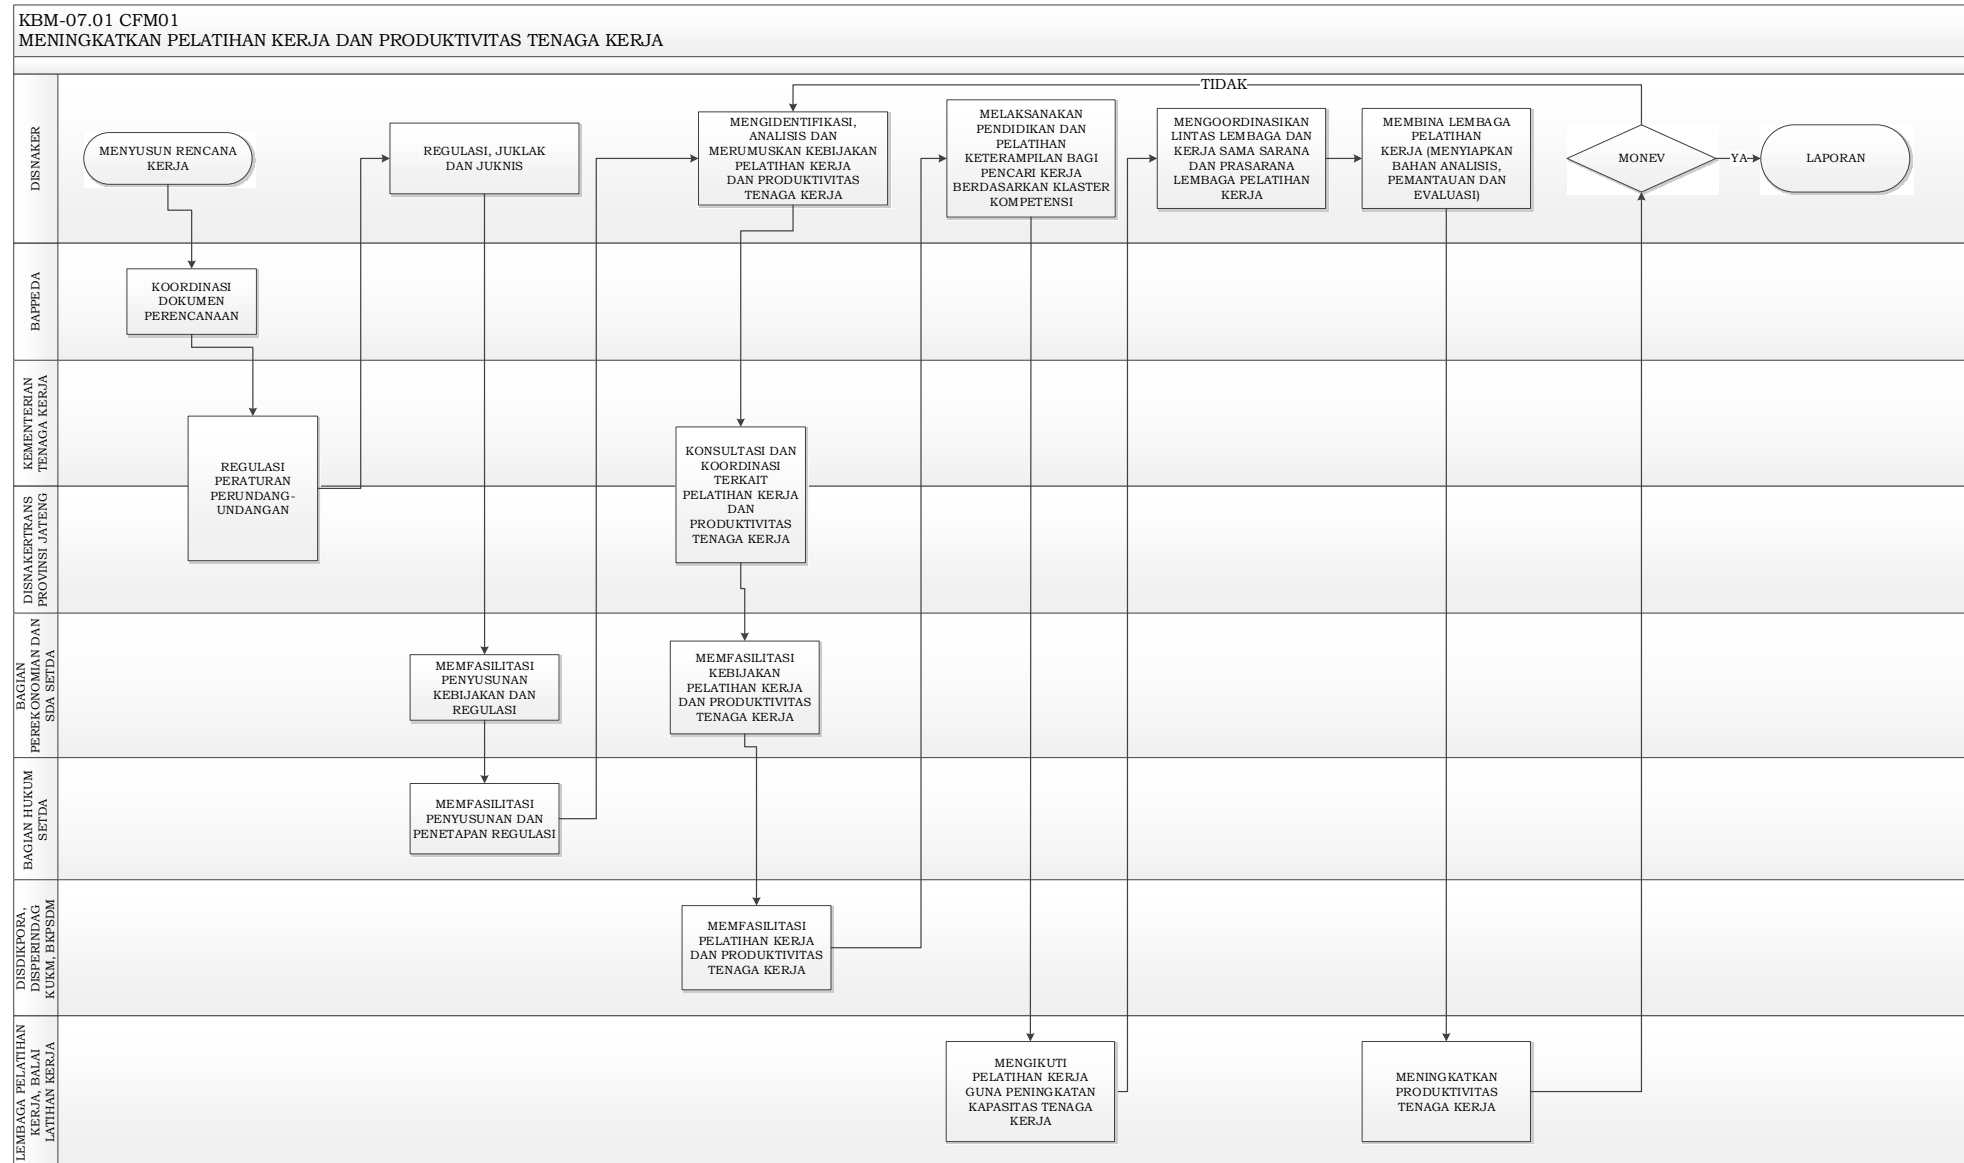 KBM-07.01 CFM01
MENINGKATKAN PELATIHAN KERJA DAN PRODUKTIVITAS TENAGA KERJA
DISNAKER
MENYUSUN RENCANA
KERJA
REGULASI, JUKLAK
DAN JUKNIS
MENGIDENTIFIKASI,
ANALISIS DAN
MERUMUSKAN KEBIJAKAN
PELATIHAN KERJA
DAN PRODUKTIVITAS
TENAGA KERJA
MELAKSANAKAN
PENDIDIKAN DAN
PELATIHAN
KETERAMPILAN BAGI
PENCARI KERJA
BERDASARKAN KLASTER
KOMPETENSI
MENGOORDINASIKAN
LINTAS LEMBAGA DAN
KERJA SAMA SARANA
DAN PRASARANA
LEMBAGA PELATIHAN
KERJA
MEMBINA LEMBAGA
PELATIHAN
KERJA (MENYIAPKAN
BAHAN ANALISIS,
PEMANTAUAN DAN
EVALUASI)
TIDAK
MONEV
YA
LAPORAN
BAPPEDA
KOORDINASI
DOKUMEN
PERENCANAAN
KEMENTERIAN
TENAGA KERJA
REGULASI
PERATURAN
PERUNDANG-
UNDANGAN
KONSULTASI DAN
KOORDINASI
TERKAIT
PELATIHAN KERJA
DAN
PRODUKTIVITAS
TENAGA KERJA
DISNAKERTRANS
PROVINSI JATENG
BAGIAN
PEREKONOMIAN DAN
SDA SETDA
MEMFASILITASI
PENYUSUNAN
KEBIJAKAN DAN
REGULASI
MEMFASILITASI
KEBIJAKAN
PELATIHAN KERJA
DAN PRODUKTIVITAS
TENAGA KERJA
BAGIAN HUKUM
SETDA
MEMFASILITASI
PENYUSUNAN DAN
PENETAPAN REGULASI
DISDIKPORA,
DISPERINDAG
KUKM, BKPSDM
MEMFASILITASI
PELATIHAN KERJA
DAN PRODUKTIVITAS
TENAGA KERJA
LEMBAGA PELATIHAN
KERJA, BALAI
LATIHAN KERJA
MENGIKUTI
PELATIHAN KERJA
GUNA PENINGKATAN
KAPASITAS TENAGA
KERJA
MENINGKATKAN
PRODUKTIVITAS
TENAGA KERJA